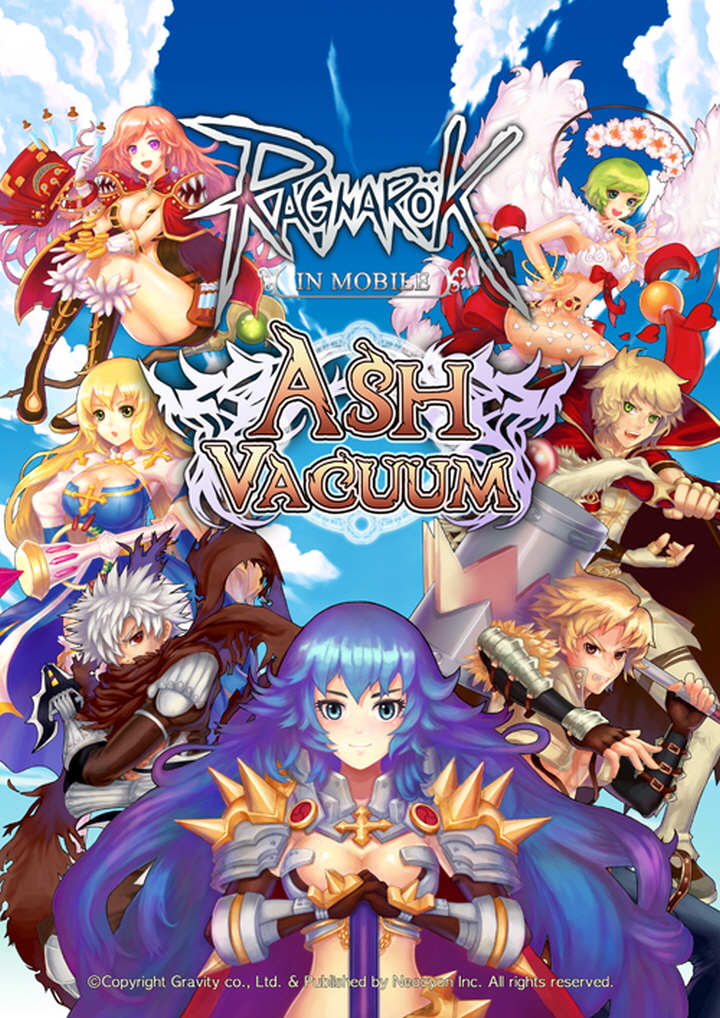 RAGNARÖK
IN MOBILE
ASH
VACUUM
©Copyright Gravity co., Ltd. & Published by Neocyon Inc. All rights reserved.